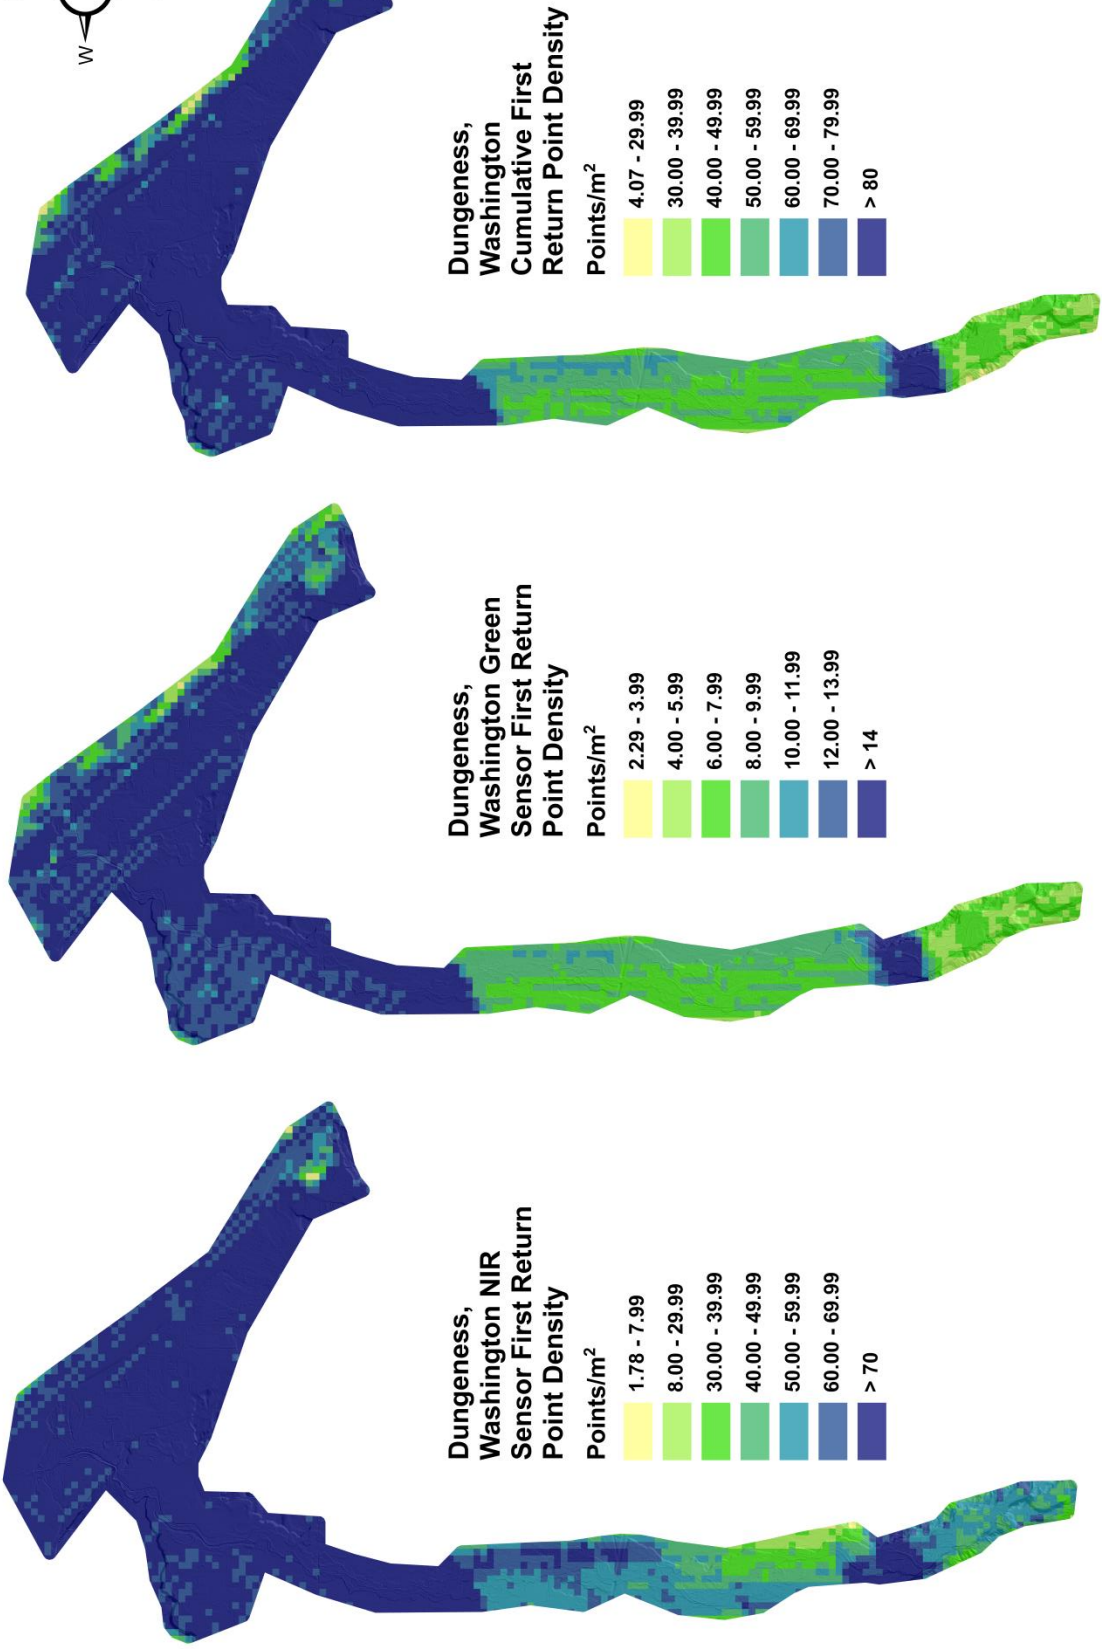 Dungeness,
Washington NIR
Sensor First Return
Point Density
Points/m²
1.78 - 7.99
8.00 - 29.99
30.00 - 39.99
40.00 - 49.99
50.00 - 59.99
60.00 - 69.99
> 70
Dungeness,
Washington Green
Sensor First Return
Point Density
Points/m²
2.29 - 3.99
4.00 - 5.99
6.00 - 7.99
8.00 - 9.99
10.00 - 11.99
12.00 - 13.99
> 14
W
Dungeness,
Washington
Cumulative First
Return Point Density
Points/m²
4.07 - 29.99
30.00 - 39.99
40.00 - 49.99
50.00 - 59.99
60.00 - 69.99
70.00 - 79.99
> 80